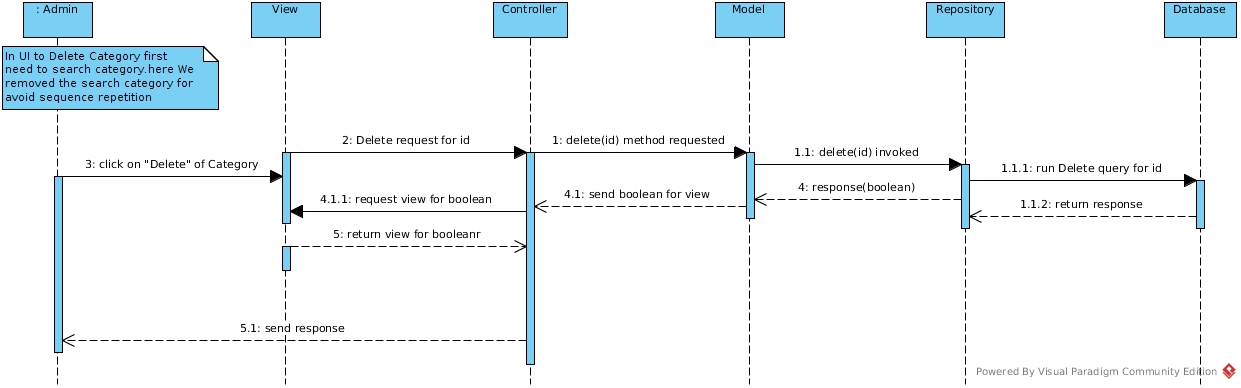 : Admin
View
Controller
Model
Repository
Database
In UI to Delete Category first
need to search category.here We
removed the search category for
avoid sequence repetition
2: Delete request for id
1: delete(id) method requested
1.1: delete(id) invoked
3: click on "Delete" of Category
1.1.1: run Delete query for id
4: response(boolean)
4.1: send boolean for view
4.1.1: request view for boolean
1.1.2: return response
5: return view for booleanr
5.1: send response
Powered By Visual Paradigm Community Edition